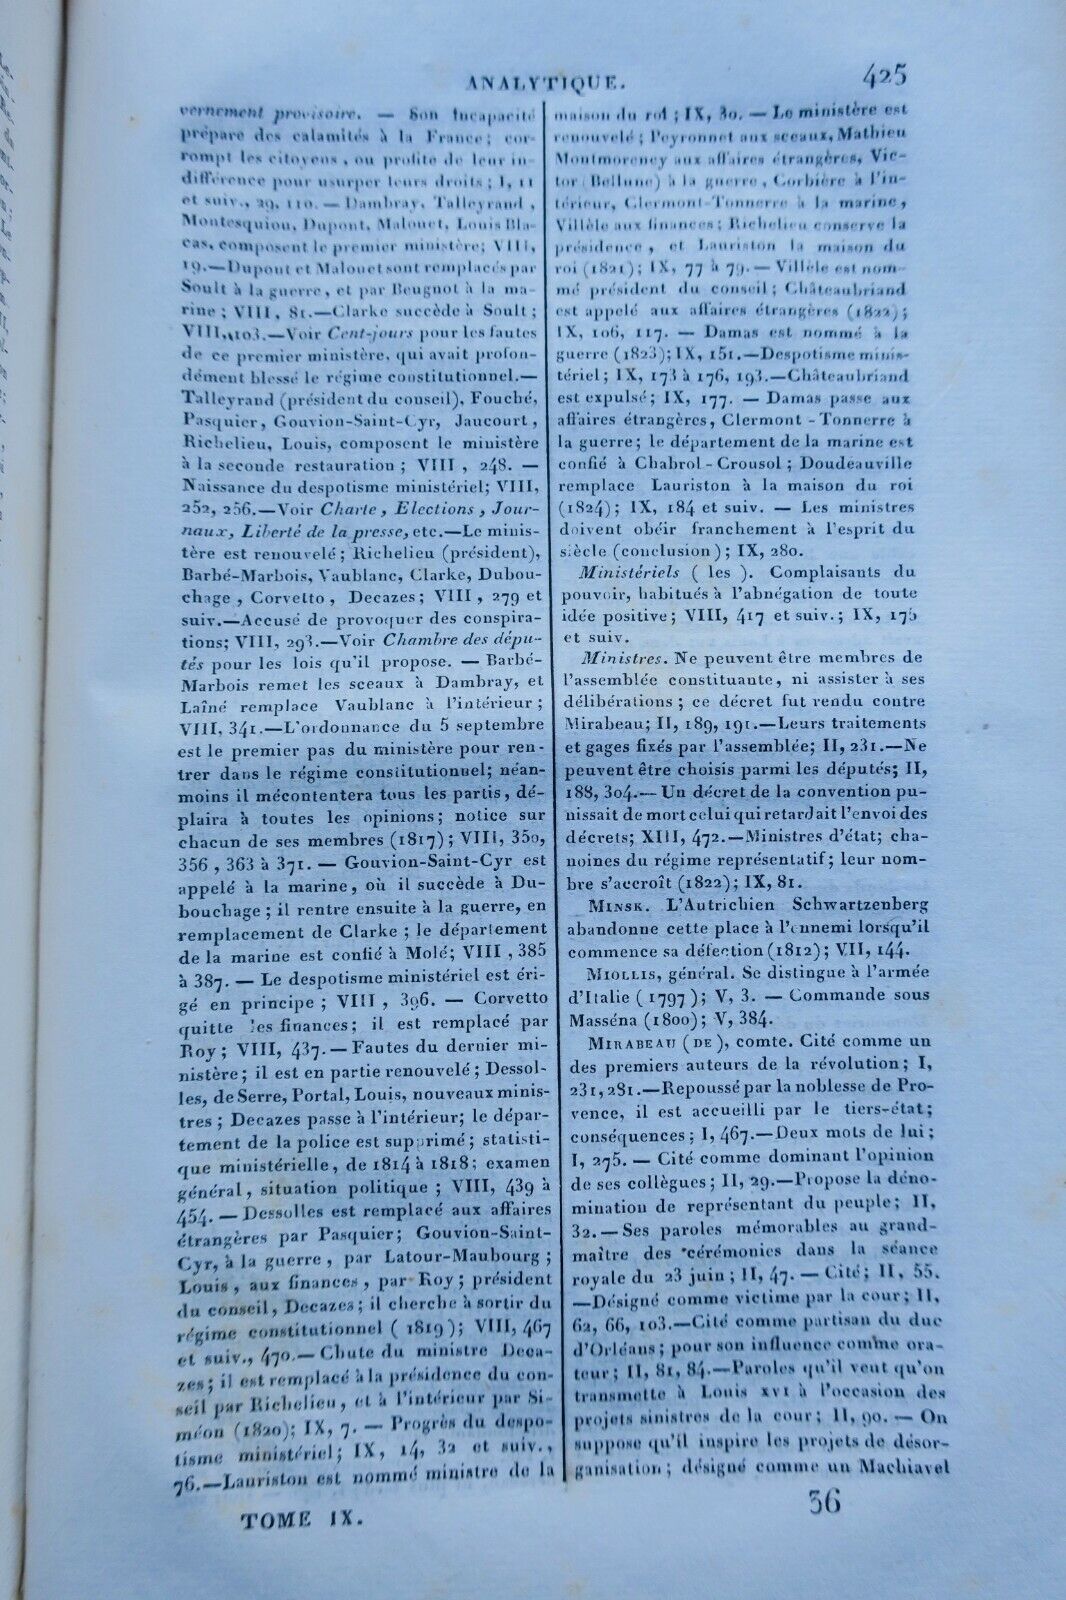 ANALYTIQUE.
425
vernement provisoire. — Son incapacité
prépare des calamités à la France; cor-
rompt les citoyens, ou profite de leur in-
différence pour usurper leurs droits; I, 11
et suiv., 29, 110. — Dambray, Talleyrand,
Montesquiou, Dupont, Malouet, Louis Bla-
cas, composent le premier ministère; VIII,
19.—Dupont et Malouet sont remplacés par
Soult à la guerre, et par Beugnot à la ma-
rine; VIII, 81.—Clarke succède à Soult;
VIII, 103.—Voir Cent-jours pour les fautes
de ce premier ministère, qui avait profon-
dément blessé le régime constitutionnel.—
Talleyrand (président du conseil), Fouché,
Pasquier, Gouvion-Saint-Cyr, Jaucourt,
Richelieu, Louis, composent le ministère
à la seconde restauration; VIII, 248. —
Naissance du despotisme ministériel; VIII,
252, 256.—Voir Charte, Elections, Jour-
naux, Liberté de la presse, etc.—Le minis-
tère est renouvelé; Richelieu (président),
Barbé-Marbois, Vaublanc, Clarke, Dubou-
chage, Corvetto, Decazes; VIII, 279 et
suiv.—Accusé de provoquer des conspira-
tions; VIII, 293.—Voir Chambre des dépu-
tés pour les lois qu'il propose. — Barbé-
Marbois remet les sceaux à Dambray, et
Laîné remplace Vaublanc à l'intérieur;
VIII, 341.—L'ordonnance du 5 septembre
est le premier pas du ministère pour ren-
trer dans le régime constitutionnel; néan-
moins il mécontentera tous les partis, dé-
plaira à toutes les opinions; notice sur
chacun de ses membres (1817); VIII, 350,
356, 363 à 371. — Gouvion-Saint-Cyr est
appelé à la marine, où il succède à Du-
bouchage; il rentre ensuite à la guerre, en
remplacement de Clarke; le département
de la marine est confié à Molé; VIII, 385
à 387. — Le despotisme ministériel est éri-
gé en principe; VIII, 396. — Corvetto
quitte les finances; il est remplacé par
Roy; VIII, 437.—Fautes du dernier mi-
nistère; il est en partie renouvelé; Dessol-
les, de Serre, Portal, Louis, nouveaux minis-
tres; Decazes passe à l'intérieur; le dépar-
tement de la police est supprimé; statisti-
que ministérielle, de 1814 à 1818; examen
général, situation politique; VIII, 439 à
454. — Dessolles est remplacé aux affaires
étrangères par Pasquier; Gouvion-Saint-
Cyr, à la guerre, par Latour-Maubourg;
Louis, aux finances, par Roy; président
du conseil, Decazes; il cherche à sortir du
régime constitutionnel (1819); VIII, 467
et suiv., 470.—Chute du ministre Deca-
zes; il est remplacé à la présidence du con-
seil par Richelieu, et à l'intérieur par Si-
méon (1820); IX, 7. — Progrès du despo-
tisme ministériel; IX, 14, 32 et suiv.,
76.—Lauriston est nommé ministre de la
maison du roi; IX, 80. — Le ministère est
renouvelé; Peyronnet aux sceaux, Mathieu
Montmorency aux affaires étrangères, Vic-
tor (Bellune) à la guerre, Corbière à l'in-
térieur, Clermont-Tonnerre à la marine,
Villèle aux finances; Richelieu conserve la
présidence, et Lauriston la maison du
roi (1821); IX, 77 à 79.—Villèle est nom-
mé président du conseil; Châteaubriand
est appelé aux affaires étrangères (1822);
IX, 106, 117. — Damas est nommé à la
guerre (1823); IX, 151.—Despotisme minis-
tériel; IX, 173 à 176, 193.—Châteaubriand
est expulsé; IX, 177. — Damas passe aux
affaires étrangères, Clermont-Tonnerre à
la guerre; le département de la marine est
confié à Chabrol-Crousol; Doudeauville
remplace Lauriston à la maison du roi
(1824); IX, 184 et suiv. — Les ministres
doivent obéir franchement à l'esprit du
siècle (conclusion); IX, 280.
Ministériels (les). Complaisants du
pouvoir, habitués à l'abnégation de toute
idée positive; VIII, 417 et suiv.; IX, 175
et suiv.
Ministres. Ne peuvent être membres de
l'assemblée constituante, ni assister à ses
délibérations; ce décret fut rendu contre
Mirabeau; II, 189, 191.—Leurs traitements
et gages fixés par l'assemblée; II, 231.—Ne
peuvent être choisis parmi les députés; II,
188, 304.—Un décret de la convention pu-
nissait de mort celui qui retardait l'envoi des
décrets; XIII, 472.—Ministres d'état; cha-
noines du régime représentatif; leur nom-
bre s'accroît (1822); IX, 81.
MINSK. L'Autrichien Schwartzenberg
abandonne cette place à l'ennemi lorsqu'il
commence sa défection (1812); VII, 144.
MIOLLIS, général. Se distingue à l'armée
d'Italie (1797); V, 3. — Commande sous
Masséna (1800); V, 384.
MIRABEAU (DE), comte. Cité comme un
des premiers auteurs de la révolution; I,
231, 281.—Repoussé par la noblesse de Pro-
vence, il est accueilli par le tiers-état;
conséquences; I, 467.—Deux mots de lui;
I, 275. — Cité comme dominant l'opinion
de ses collègues; II, 29.—Propose la déno-
mination de représentant du peuple; II,
32.—Ses paroles mémorables au grand-
maître des cérémonies dans la séance
royale du 23 juin; II, 47. — Cité; II, 55.
—Désigné comme victime par la cour; II,
62, 66, 103.—Cité comme partisan du duc
d'Orléans; pour son influence comme ora-
teur; II, 81, 84.—Paroles qu'il veut qu'on
transmette à Louis XVI à l'occasion des
projets sinistres de la cour; II, 90. — On
suppose qu'il inspire les projets de désor-
ganisation; désigné comme un Machiavel
TOME IX.
36